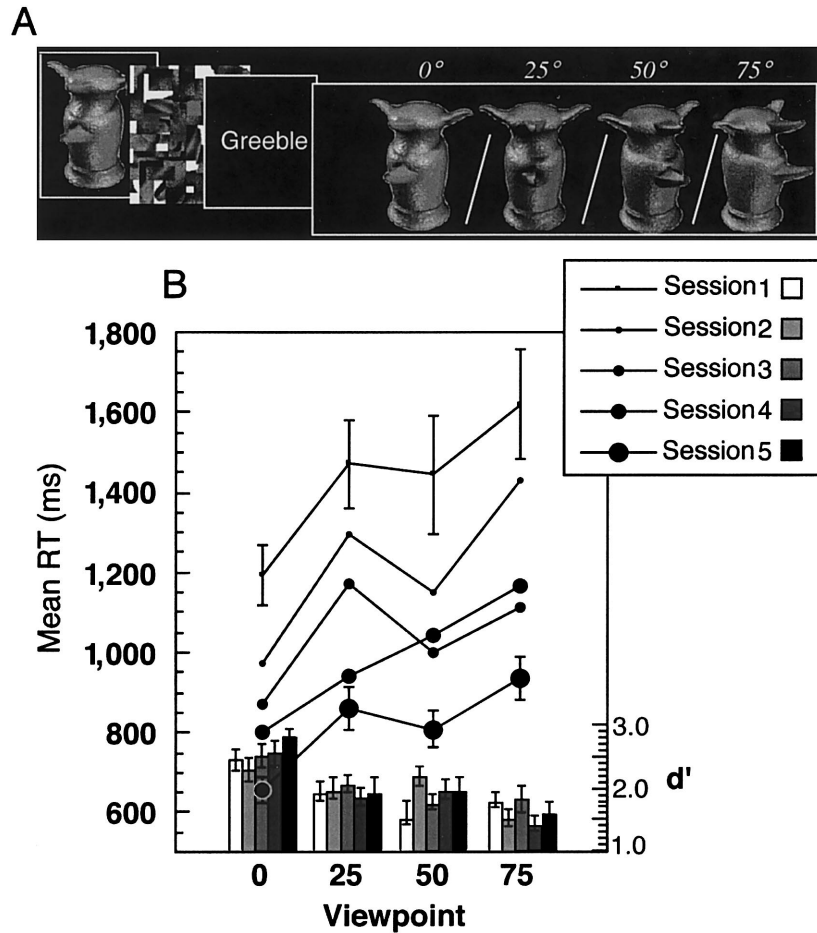 A
0° 25° 50° 75°
Greeble
B
Session1
Session2
Session3
Session4
Session5
1,800
1,600
1,400
1,200
1,000
800
600
Mean RT (ms)
3.0
2.0
1.0
d'
0 25 50 75
Viewpoint